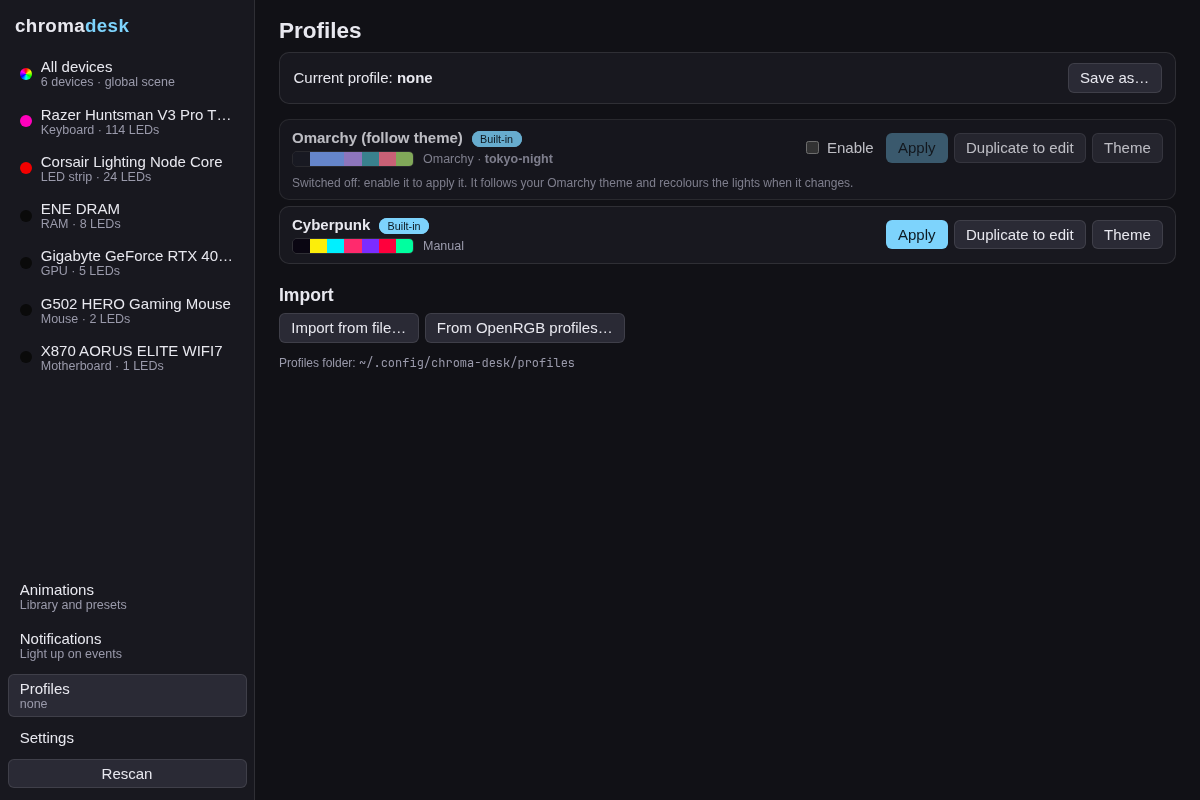 chromadesk
All devices
6 devices · global scene
Razer Huntsman V3 Pro T…
Keyboard · 114 LEDs
Corsair Lighting Node Core
LED strip · 24 LEDs
ENE DRAM
RAM · 8 LEDs
Gigabyte GeForce RTX 40…
GPU · 5 LEDs
G502 HERO Gaming Mouse
Mouse · 2 LEDs
X870 AORUS ELITE WIFI7
Motherboard · 1 LEDs
Animations
Library and presets
Notifications
Light up on events
Profiles
none
Settings
Rescan
Profiles
Current profile: none
Save as…
Omarchy (follow theme) Built-in
Omarchy · tokyo-night
Enable Apply Duplicate to edit Theme
Switched off: enable it to apply it. It follows your Omarchy theme and recolours the lights when it changes.
Cyberpunk Built-in
Manual
Apply Duplicate to edit Theme
Import
Import from file… From OpenRGB profiles…
Profiles folder: ~/.config/chroma-desk/profiles